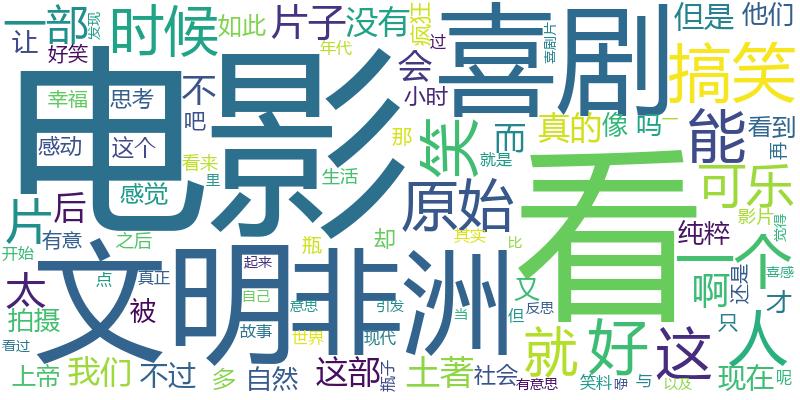 一部
让
好笑
发现
时候
如此
片子
没有
年代
疯狂
过
会
小时
喜剧
喜剧片
但是
他们
搞笑
电影
幸福
思考
不
吧
感动
这个
感觉
看来
里
那
生活
笑
就是
而
真的
像
吗
一
能
看到
再
看
可乐
影片
觉得
纯粹
片
后
有意
之后
开始
原始
瓶
却
其实
比
一个
还是
喜感
啊
才
只
人
太
拍摄
看过
文明
点
真正
被
起来
自己
故事
非洲
意思
世界
引发
现代
当
又
但
反思
就
好
这
上帝
我们
不过
多
自然
这部
瓶子
土著
社会
有意思
笑料
咿
与
以及
现在
呢